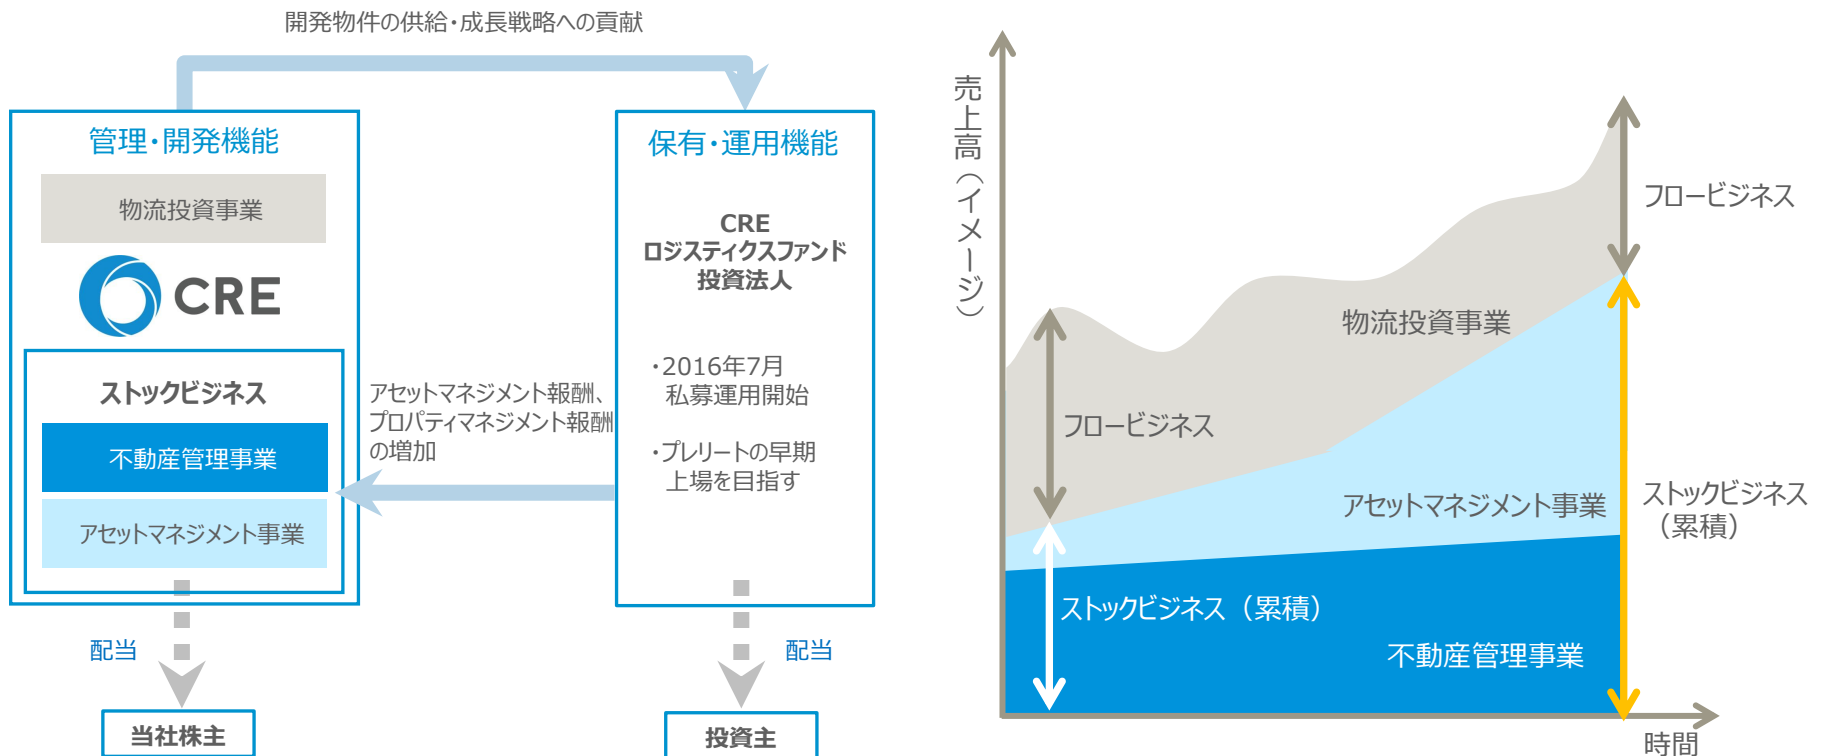 開発物件の供給・成長戦略への貢献
管理・開発機能
物流投資事業
CRE
ストックビジネス
不動産管理事業
アセットマネジメント事業
配当
当社株主
アセットマネジメント報酬、
プロパティマネジメント報酬
の増加
保有・運用機能
CRE
ロジスティクスファンド
投資法人
・2016年7月
私募運用開始
・プレリートの早期
上場を目指す
配当
投資主
売上高（イメージ）
フロービジネス
物流投資事業
フロービジネス
アセットマネジメント事業
ストックビジネス
（累積）
ストックビジネス（累積）
不動産管理事業
時間